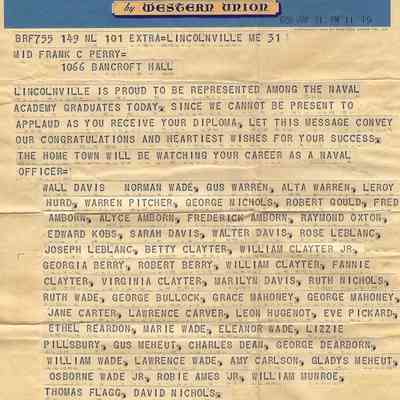 by WESTERN UNION
BRF755 149 NL 101 EXTRA=LINCOLNVILLE ME 31
MID FRANK C PERRY=
1066 BANCROFT HALL
LINCOLNVILLE IS PROUD TO BE REPRESENTED AMONG THE NAVAL
ACADEMY GRADUATES TODAY. SINCE WE CANNOT BE PRESENT TO
APPLAUD AS YOU RECEIVE YOUR DIPLOMA, LET THIS MESSAGE CONVEY
OUR CONGRATULATIONS AND HEARTIEST WISHES FOR YOUR SUCCESS.
THE HOME TOWN WILL BE WATCHING YOUR CAREER AS A NAVAL
OFFICER=
WALL DAVIS NORMAN WADE, GUS WARREN, ALTA WARREN, LEROY
HURD, WARREN PITCHER, GEORGE NICHOLS, ROBERT GOULD, FRED
AMBORN, ALYCE AMBORN, FREDERICK AMBORN, RAYMOND OXTON,
EDWARD KOBS, SARAH DAVIS, WALTER DAVIS, ROSE LEBLANC,
JOSEPH LEBLANC, BETTY CLAYTER, WILLIAM CLAYTER JR,
GEORGIA BERRY, ROBERT BERRY, WILLIAM CLAYTER, FANNIE
CLAYTER, VIRGINIA CLAYTER, MARILYN DAVIS, RUTH NICHOLS,
RUTH WADE, GEORGE BULLOCK, GRACE MAHONEY, GEORGE MAHONEY,
JANE CARTER, LAWRENCE CARVER, LEON HUGENOT, EVE PICKARD,
ETHEL REARDON, MARIE WADE, ELEANOR WADE, LIZZIE
PILLSBURY, GUS MEHEUT, CHARLES DEAN, GEORGE DEARBORN,
WILLIAM WADE, LAWRENCE WADE, AMY CARLSON, GLADYS MEHEUT,
OSBORNE WADE JR, ROBIE AMES JR, WILLIAM MUNROE,
THOMAS FLAGG, DAVID NICHOLS,